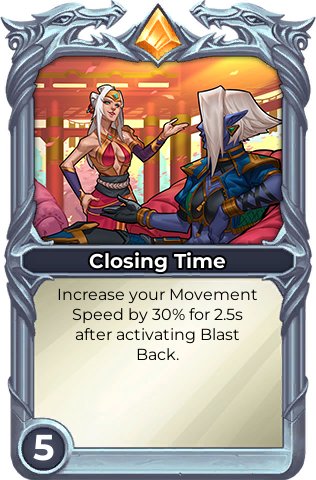 Closing Time
Increase your Movement
Speed by 30% for 2.5s
after activating Blast
Back.
5